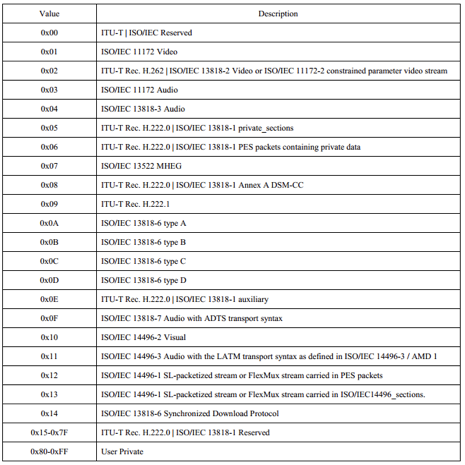 Value Description
0x00 ITU-T | ISO/IEC Reserved
0x01 ISO/IEC 11172 Video
0x02 ITU-T Rec. H.262 | ISO/IEC 13818-2 Video or ISO/IEC 11172-2 constrained parameter video stream
0x03 ISO/IEC 11172 Audio
0x04 ISO/IEC 13818-3 Audio
0x05 ITU-T Rec. H.222.0 | ISO/IEC 13818-1 private_sections
0x06 ITU-T Rec. H.222.0 | ISO/IEC 13818-1 PES packets containing private data
0x07 ISO/IEC 13522 MHEG
0x08 ITU-T Rec. H.222.0 | ISO/IEC 13818-1 Annex A DSM-CC
0x09 ITU-T Rec. H.222.1
0x0A ISO/IEC 13818-6 type A
0x0B ISO/IEC 13818-6 type B
0x0C ISO/IEC 13818-6 type C
0x0D ISO/IEC 13818-6 type D
0x0E ITU-T Rec. H.222.0 | ISO/IEC 13818-1 auxiliary
0x0F ISO/IEC 13818-7 Audio with ADTS transport syntax
0x10 ISO/IEC 14496-2 Visual
0x11 ISO/IEC 14496-3 Audio with the LATM transport syntax as defined in ISO/IEC 14496-3 / AMD 1
0x12 ISO/IEC 14496-1 SL-packetized stream or FlexMux stream carried in PES packets
0x13 ISO/IEC 14496-1 SL-packetized stream or FlexMux stream carried in ISO/IEC14496_sections.
0x14 ISO/IEC 13818-6 Synchronized Download Protocol
0x15-0x7F ITU-T Rec. H.222.0 | ISO/IEC 13818-1 Reserved
0x80-0xFF User Private